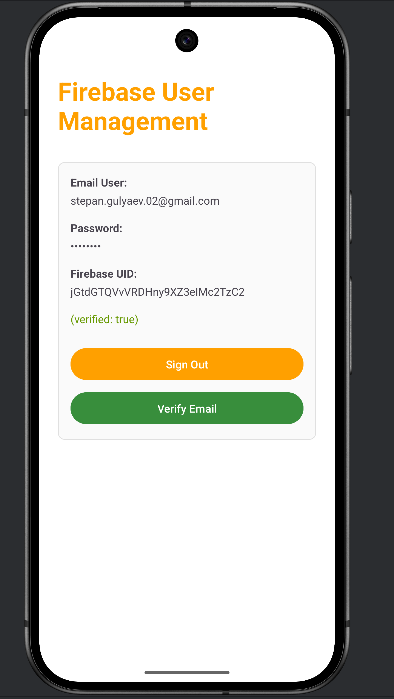 Firebase User
Management
Email User:
stepan.gulyaev.02@gmail.com
Password:
••••••••
Firebase UID:
jGtdGTQVvVRDHny9XZ3eIMc2TzC2
(verified: true)
Sign Out
Verify Email